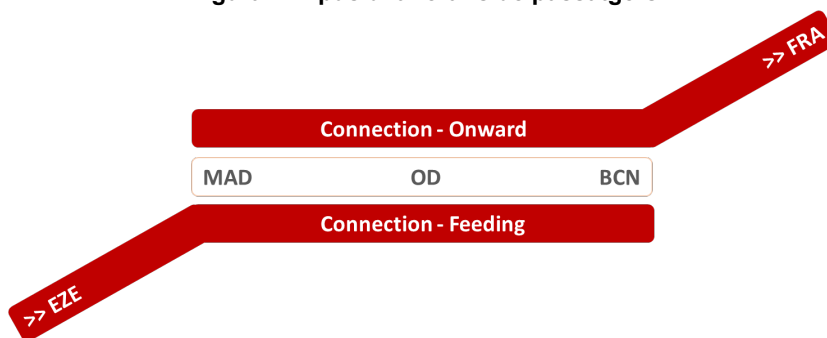 >> FRA
Connection - Onward
MAD OD BCN
Connection - Feeding
>> EZE